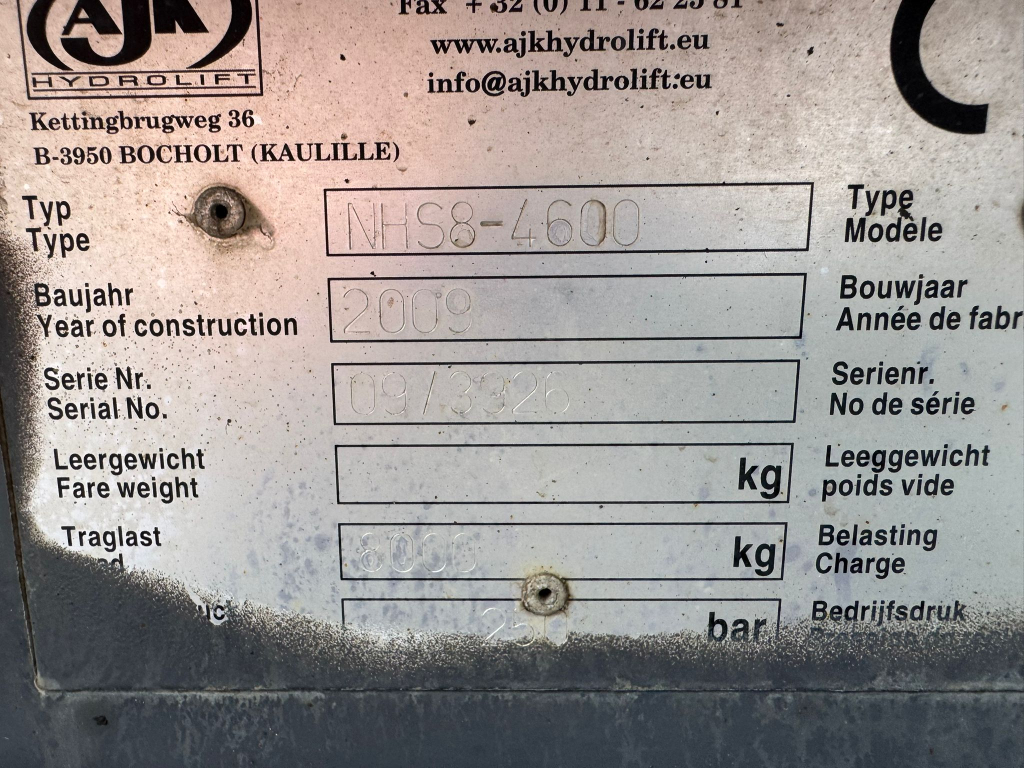 AJK
HYDROLIFT
Fax + 32 (0) 11 - 62 25 81
www.ajkhydrolift.eu
info@ajkhydrolift.eu
Kettingbrugweg 36
B-3950 BOCHOLT (KAULILLE)
Typ
Type
NHS8-4600
Type
Modèle
Baujahr
Year of construction
2009
Bouwjaar
Année de fabr
Serie Nr.
Serial No.
09/3926
Serienr.
No de série
Leergewicht
Fare weight
kg
Leeggewicht
poids vide
Traglast
8000
kg
Belasting
Charge
bar
Bedrijfsdruk